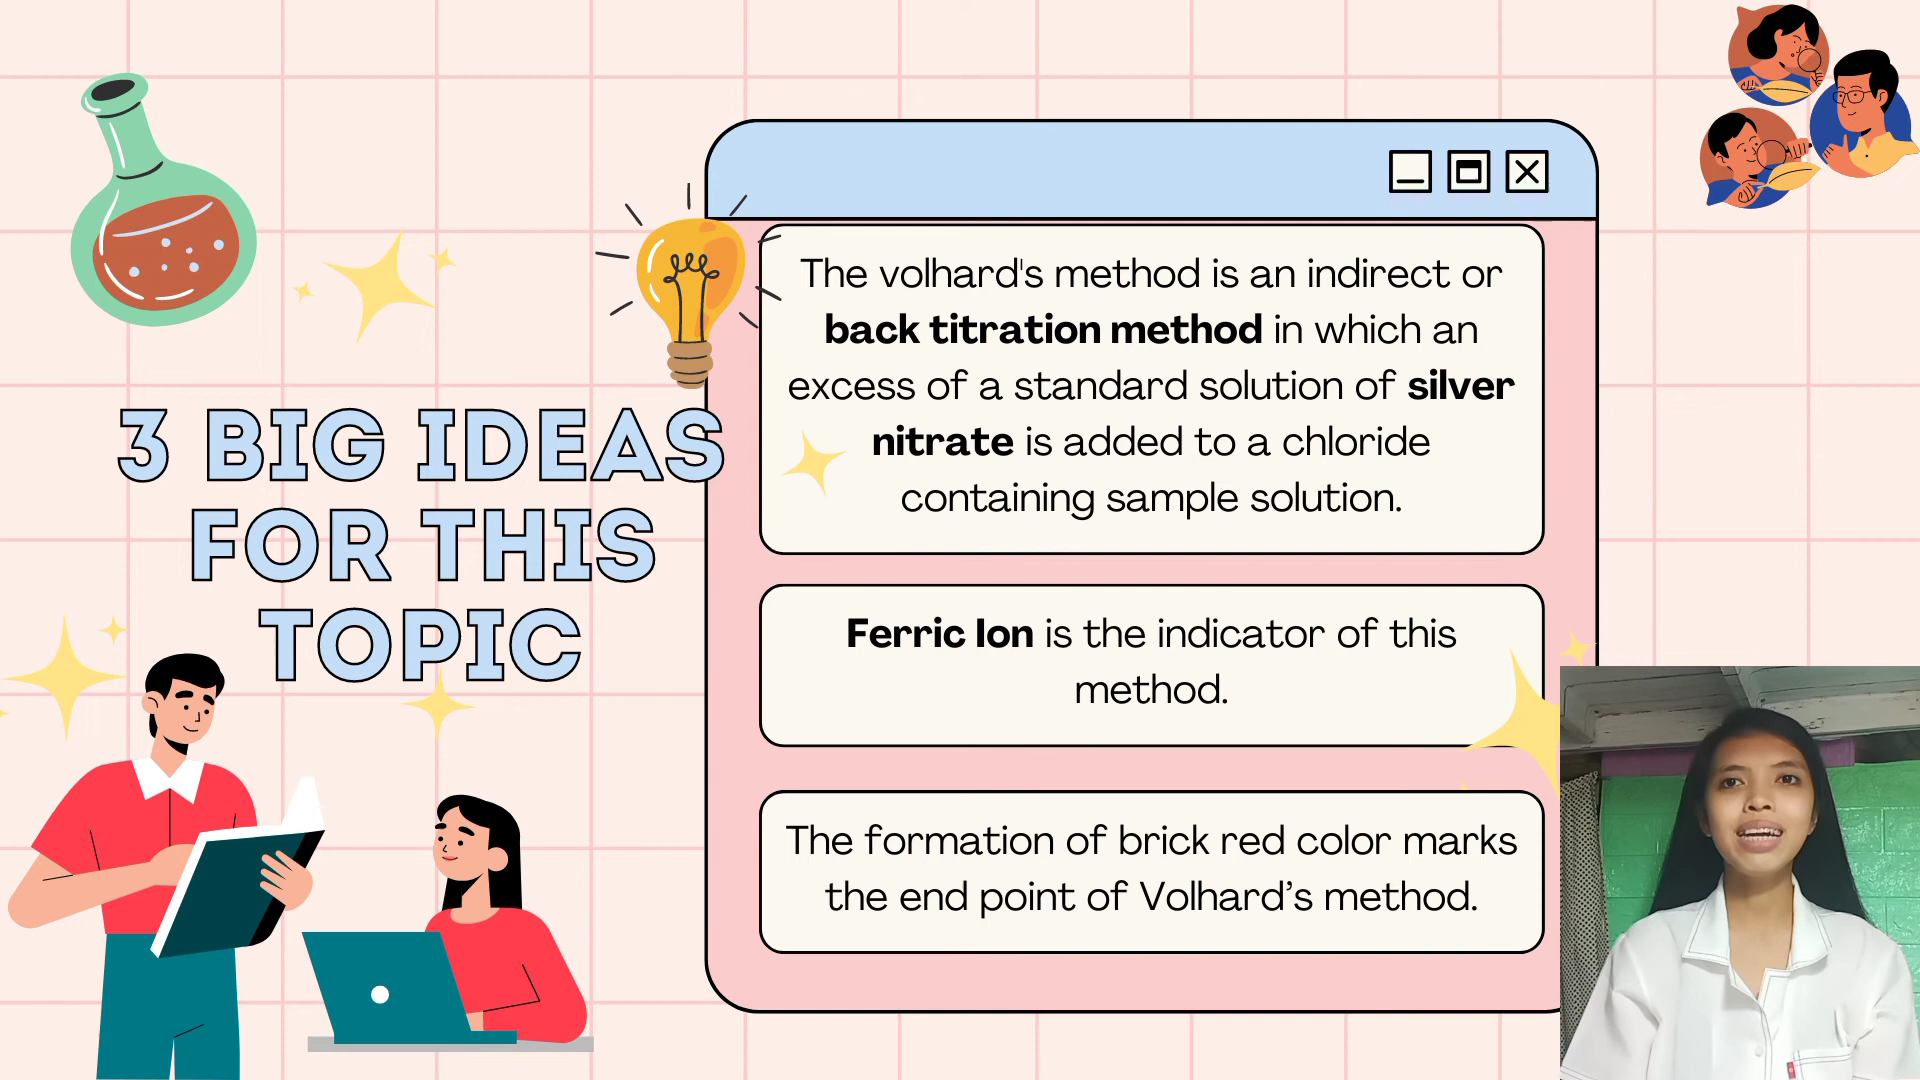 3 BIG IDEAS
FOR THIS
TOPIC
The volhard's method is an indirect or
back titration method in which an
excess of a standard solution of silver
nitrate is added to a chloride
containing sample solution.
Ferric Ion is the indicator of this
method.
The formation of brick red color marks
the end point of Volhard’s method.